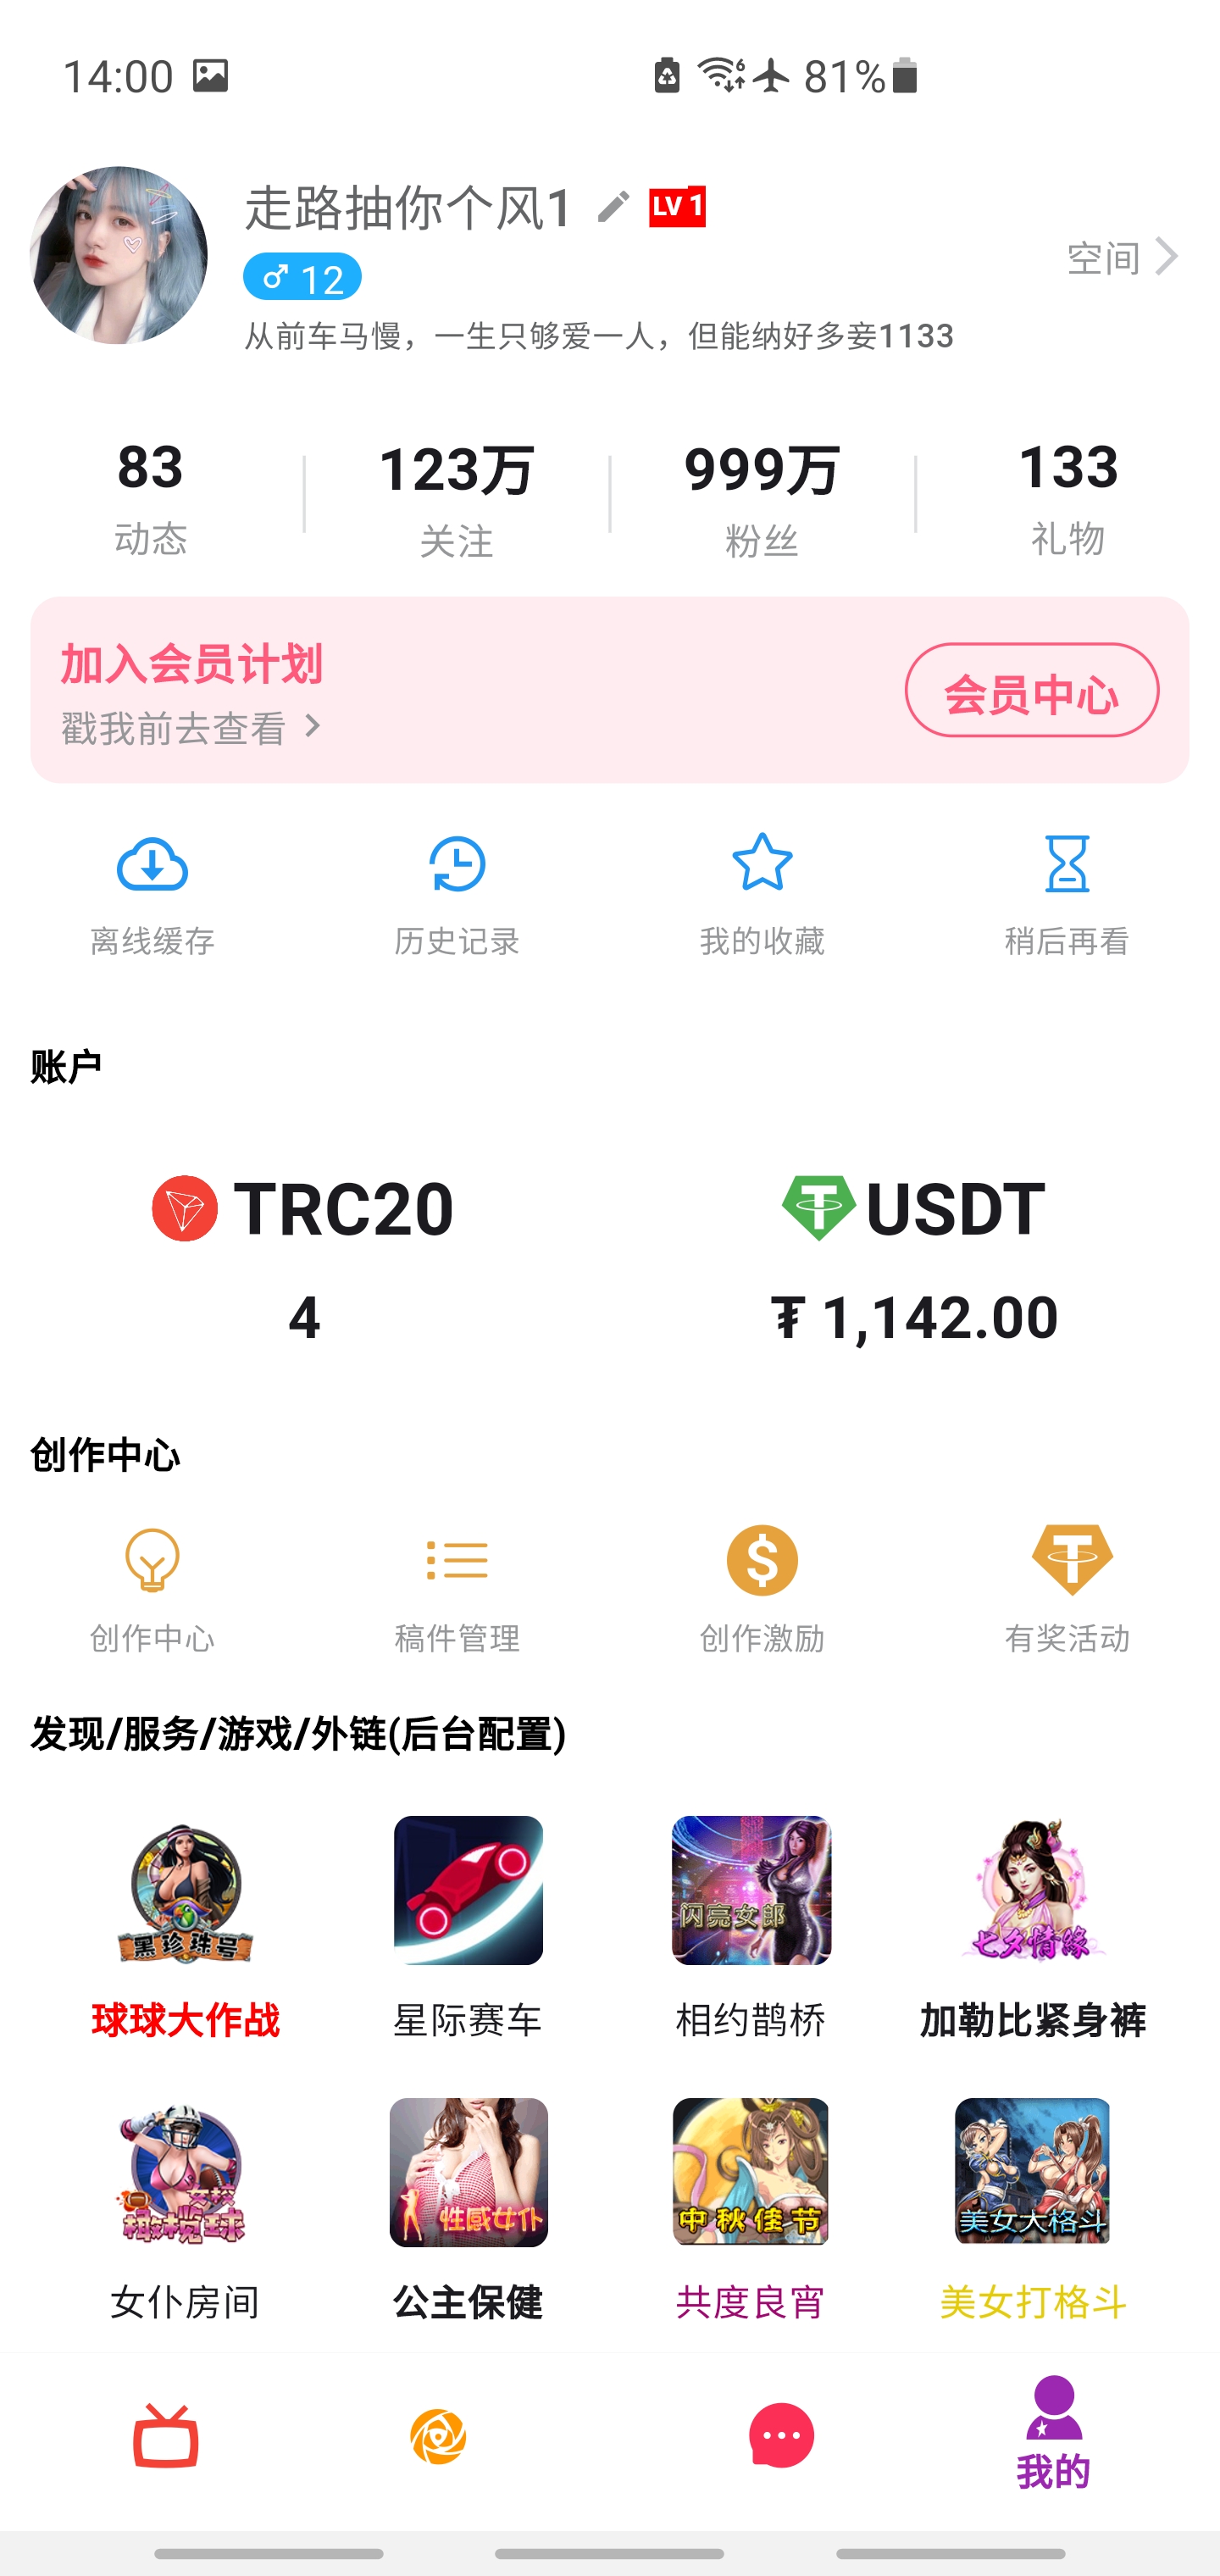 14:00 81%
走路抽你个风1 LV 1
♂ 12
空间
从前车马慢，一生只够爱一人，但能纳好多妾1133
83 123万 999万 133
动态 关注 粉丝 礼物
加入会员计划
戳我前去查看
会员中心
离线缓存 历史记录 我的收藏 稍后再看
账户
TRC20 USDT
4 ₮ 1,142.00
创作中心
创作中心 稿件管理 创作激励 有奖活动
发现/服务/游戏/外链(后台配置)
黑珍珠号 闪亮女郎 七夕情缘
球球大作战 星际赛车 相约鹊桥 加勒比紧身裤
女校橄榄球 性感女仆 中秋佳节 美女大格斗
女仆房间 公主保健 共度良宵 美女打格斗
我的